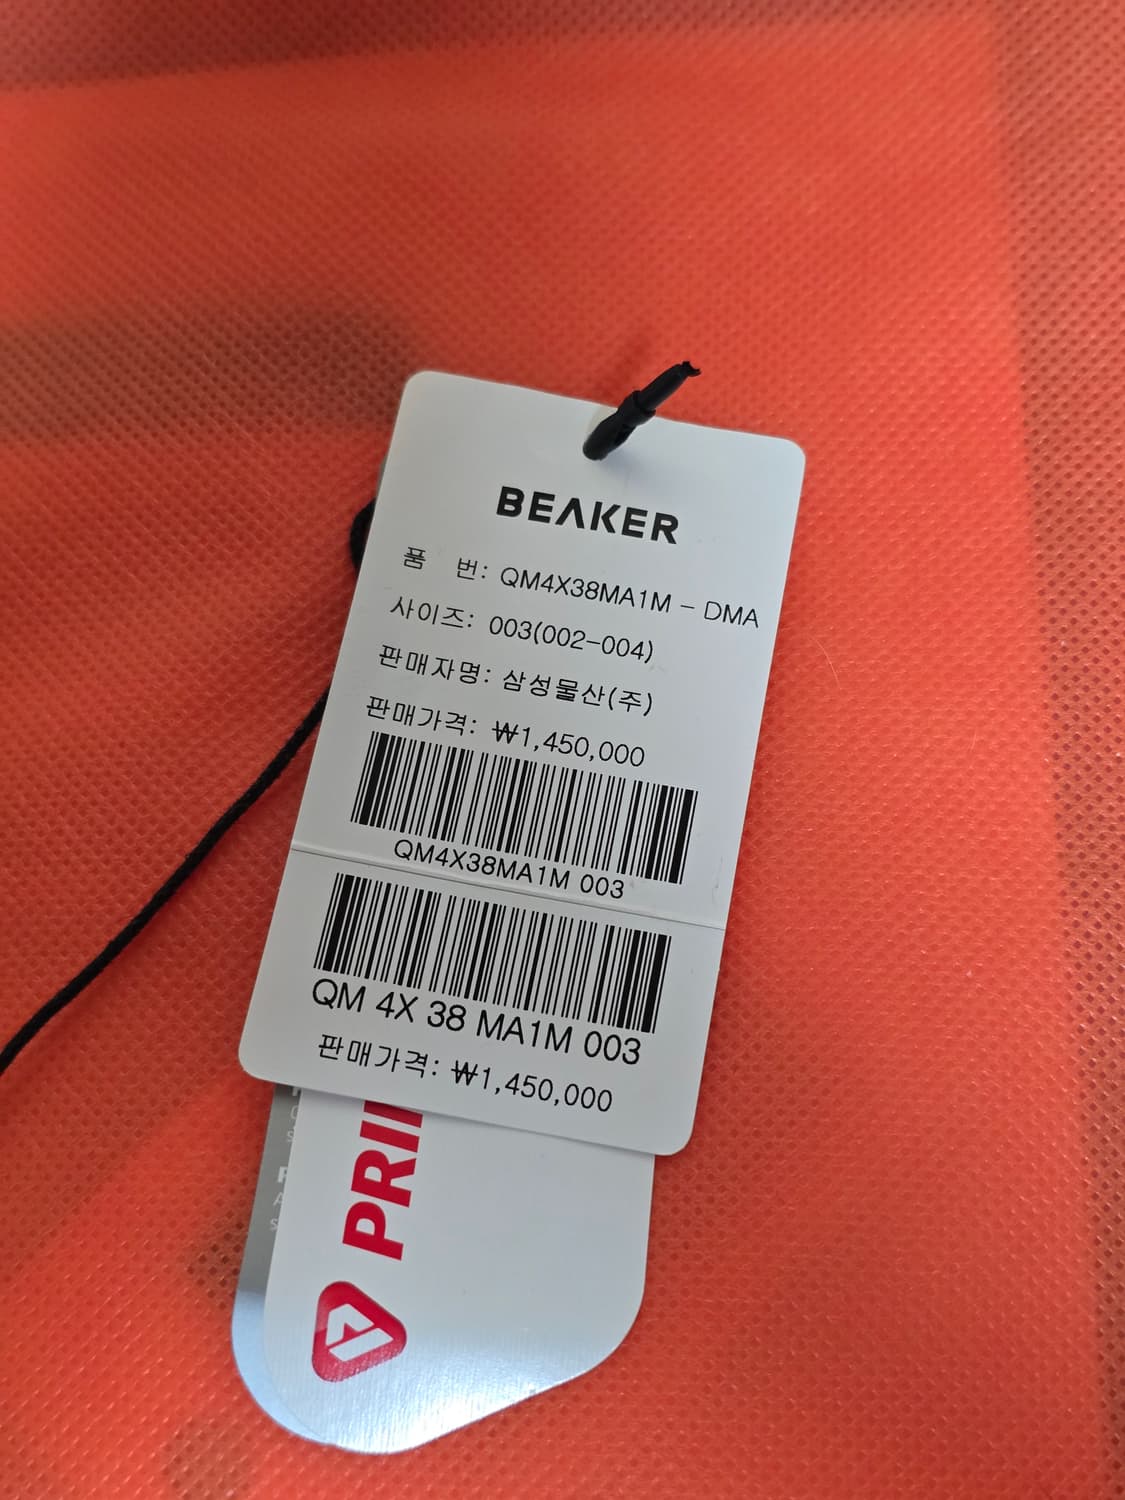 BEAKER
품 번: QM4X38MA1M - DMA
사이즈: 003(002-004)
판매자명: 삼성물산(주)
판매가격: ₩1,450,000
QM4X38MA1M 003
QM 4X 38 MA1M 003
판매가격: ₩1,450,000